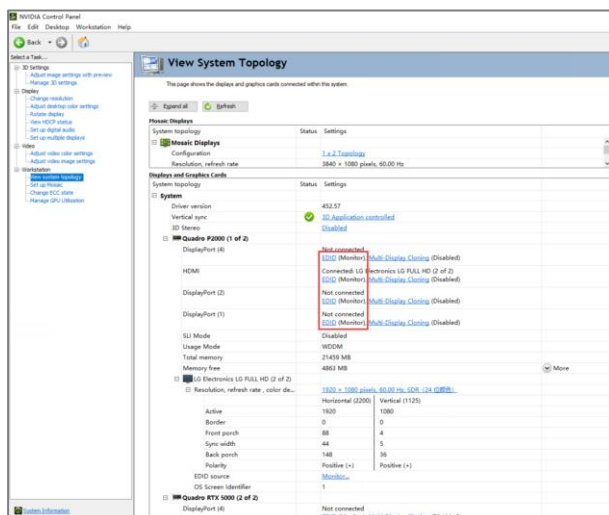 NVIDIA Control Panel
File Edit Desktop Workstation Help
Back
Select a Task...
3D Settings
Adjust image settings with preview
Manage 3D settings
Display
Change resolution
Adjust desktop color settings
Rotate display
View HDCP status
Set up digital audio
Set up multiple displays
Video
Adjust video color settings
Adjust video image settings
Workstation
View system topology
Set up Mosaic
Change ECC state
Manage GPU Utilization
System Information
View System Topology
This page shows the displays and graphics cards connected within this system.
Expand all Refresh
Mosaic Displays
System topology Status Settings
Mosaic Displays
Configuration 1 x 2 Topology
Resolution, refresh rate 3840 × 1080 pixels, 60.00 Hz
Displays and Graphics Cards
System topology Status Settings
System
Driver version 452.57
Vertical sync 3D Application controlled
3D Stereo Disabled
Quadro P2000 (1 of 2)
DisplayPort (4) Not connected
EDID (Monitor), Multi-Display Cloning (Disabled)
HDMI Connected: LG Electronics LG FULL HD (2 of 2)
EDID (Monitor), Multi-Display Cloning (Disabled)
DisplayPort (2) Not connected
EDID (Monitor), Multi-Display Cloning (Disabled)
DisplayPort (1) Not connected
EDID (Monitor), Multi-Display Cloning (Disabled)
SLI Mode Disabled
Usage Mode WDDM
Total memory 21459 MB
Memory free 4863 MB More
LG Electronics LG FULL HD (2 of 2)
Resolution, refresh rate , color de... 1920 × 1080 pixels, 60.00 Hz, SDR (24 位颜色)
Horizontal (2200) Vertical (1125)
Active 1920 1080
Border 0 0
Front porch 88 4
Sync width 44 5
Back porch 148 36
Polarity Positive (+) Positive (+)
EDID source Monitor...
OS Screen Identifier 1
Quadro RTX 5000 (2 of 2)
DisplayPort (4) Not connected